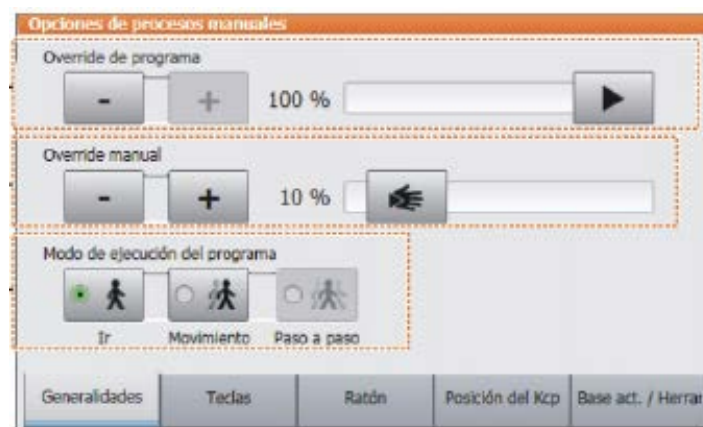 Opciones de procesos manuales
Override de programa
- + 100 %
Override manual
- + 10 %
Modo de ejecución del programa
Ir Movimiento Paso a paso
Generalidades Teclas Ratón Posición del Kcp Base act. / Herrar